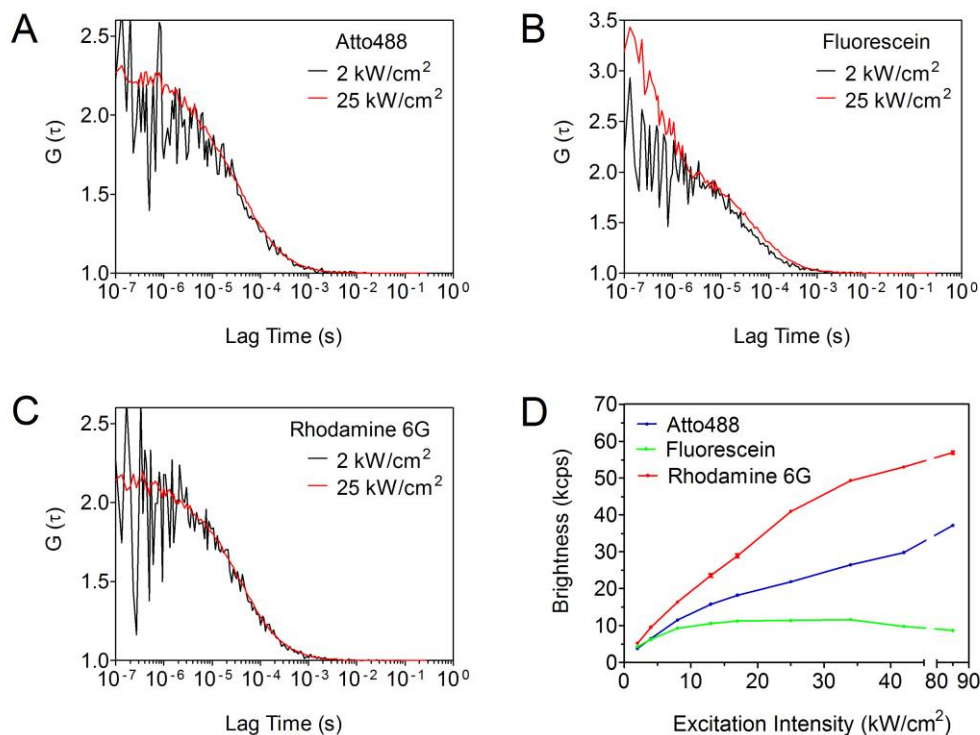 A
Atto488
2 kW/cm²
25 kW/cm²
G (τ)
2.5
2.0
1.5
1.0
10⁻⁷ 10⁻⁶ 10⁻⁵ 10⁻⁴ 10⁻³ 10⁻² 10⁻¹ 10⁰
Lag Time (s)
B
Fluorescein
2 kW/cm²
25 kW/cm²
G (τ)
3.5
3.0
2.5
2.0
1.5
1.0
10⁻⁷ 10⁻⁶ 10⁻⁵ 10⁻⁴ 10⁻³ 10⁻² 10⁻¹ 10⁰
Lag Time (s)
C
Rhodamine 6G
2 kW/cm²
25 kW/cm²
G (τ)
2.5
2.0
1.5
1.0
10⁻⁷ 10⁻⁶ 10⁻⁵ 10⁻⁴ 10⁻³ 10⁻² 10⁻¹ 10⁰
Lag Time (s)
D
Atto488
Fluorescein
Rhodamine 6G
Brightness (kcps)
70
60
50
40
30
20
10
0
0 10 20 30 40 80 90
Excitation Intensity (kW/cm²)